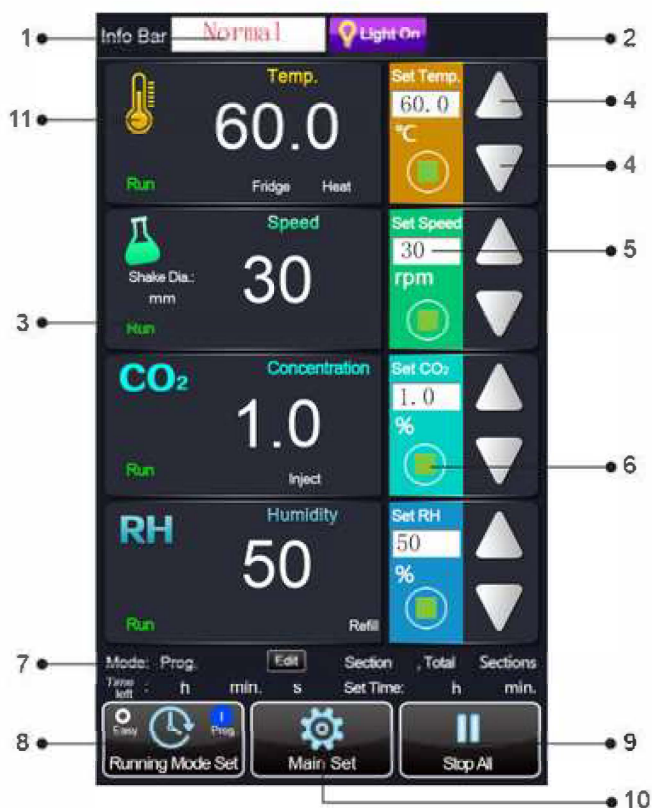 1
Info Bar Normal Light On
2
Temp. Set Temp.
60.0 60.0
4
11
℃
4
Run Fridge Heat
Speed Set Speed
30 30
5
Shake Dia.:
mm
rpm
3
Run
CO₂ Concentration Set CO₂
1.0 1.0
%
6
Run Inject
RH Humidity Set RH
50 50
%
Run Refill
7
Mode: Prog. Edit Section , Total Sections
Time left : h min. s Set Time: h min.
8
Easy Prog.
9
Running Mode Set Main Set Stop All
10